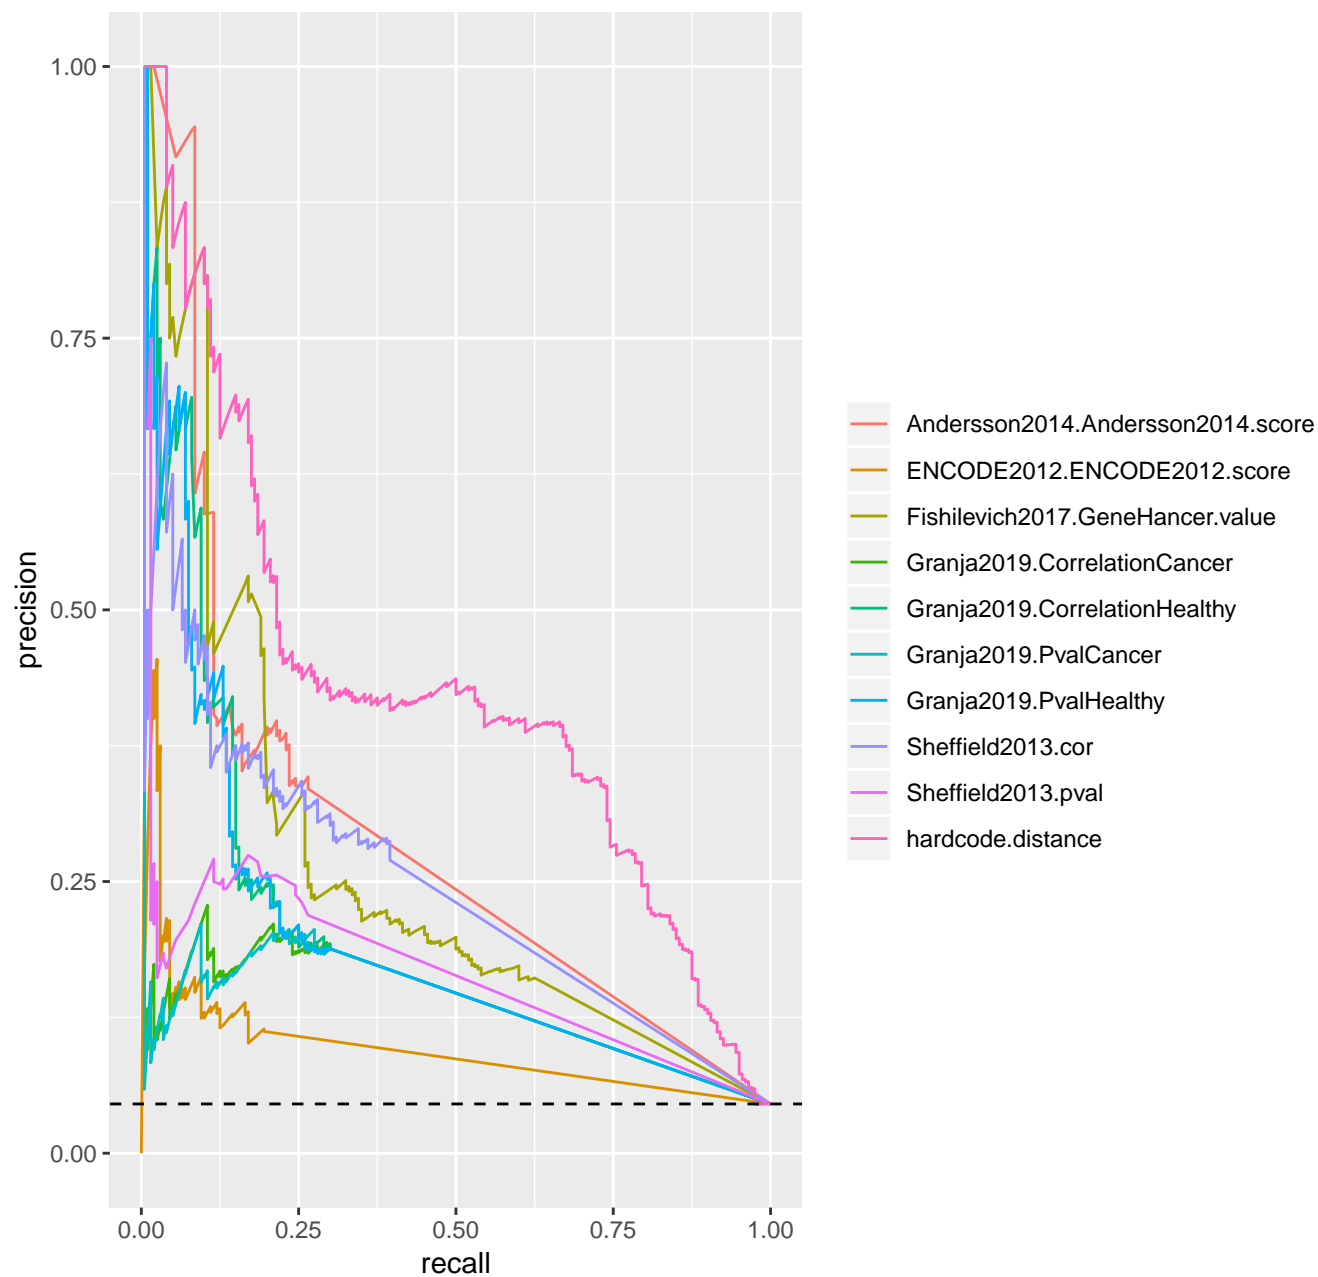 1.00
0.75
0.50
0.25
0.00
precision
0.00 0.25 0.50 0.75 1.00
recall
Andersson2014.Andersson2014.score
ENCODE2012.ENCODE2012.score
Fishilevich2017.GeneHancer.value
Granja2019.CorrelationCancer
Granja2019.CorrelationHealthy
Granja2019.PvalCancer
Granja2019.PvalHealthy
Sheffield2013.cor
Sheffield2013.pval
hardcode.distance